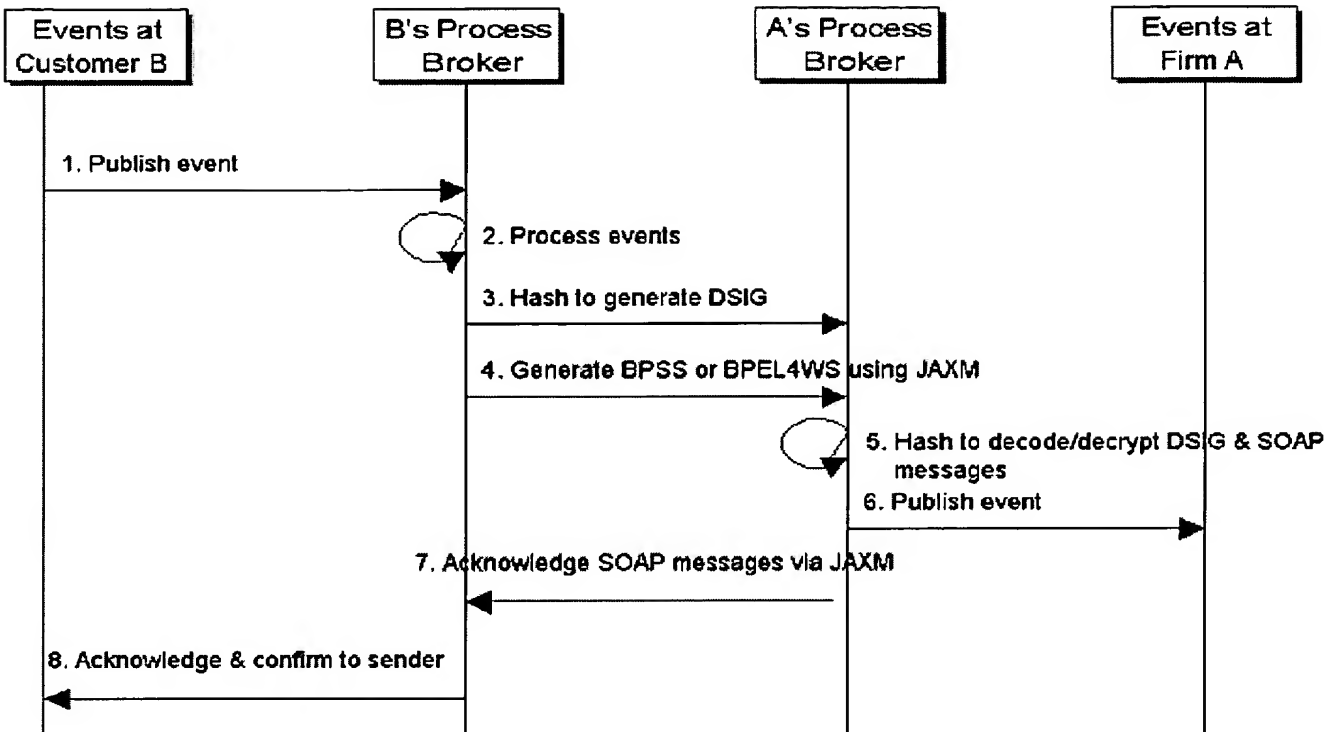 Events at
Customer B
B's Process
Broker
A's Process
Broker
Events at
Firm A
1. Publish event
2. Process events
3. Hash to generate DSIG
4. Generate BPSS or BPEL4WS using JAXM
5. Hash to decode/decrypt DSIG & SOAP
messages
6. Publish event
7. Acknowledge SOAP messages via JAXM
8. Acknowledge & confirm to sender